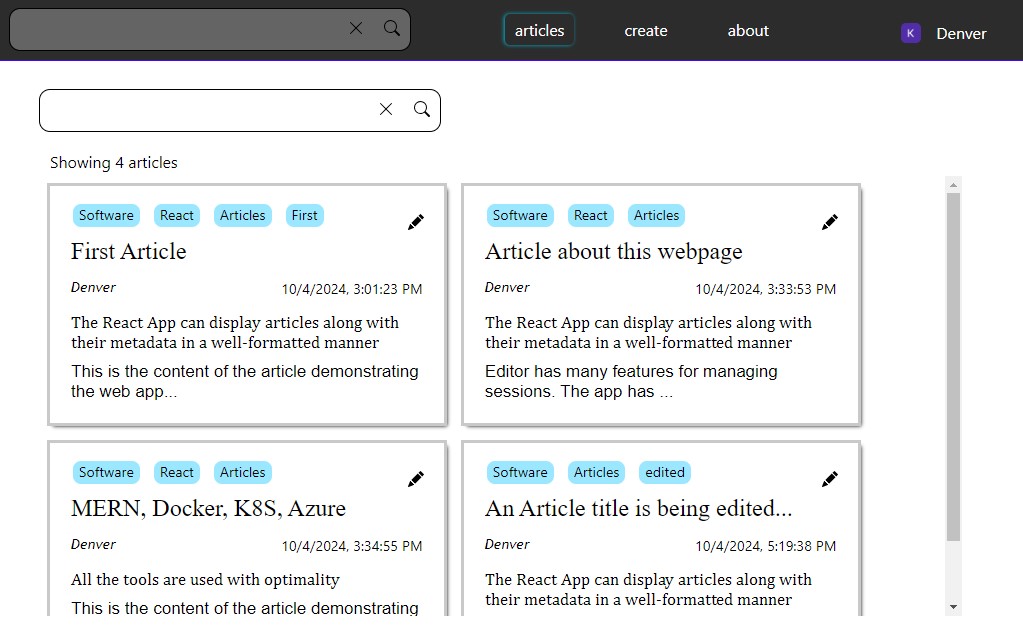 articles create about K Denver
Showing 4 articles
Software React Articles First
First Article
Denver 10/4/2024, 3:01:23 PM
The React App can display articles along with
their metadata in a well-formatted manner
This is the content of the article demonstrating
the web app...
Software React Articles
Article about this webpage
Denver 10/4/2024, 3:33:53 PM
The React App can display articles along with
their metadata in a well-formatted manner
Editor has many features for managing
sessions. The app has ...
Software React Articles
MERN, Docker, K8S, Azure
Denver 10/4/2024, 3:34:55 PM
All the tools are used with optimality
This is the content of the article demonstrating
Software Articles edited
An Article title is being edited...
Denver 10/4/2024, 5:19:38 PM
The React App can display articles along with
their metadata in a well-formatted manner